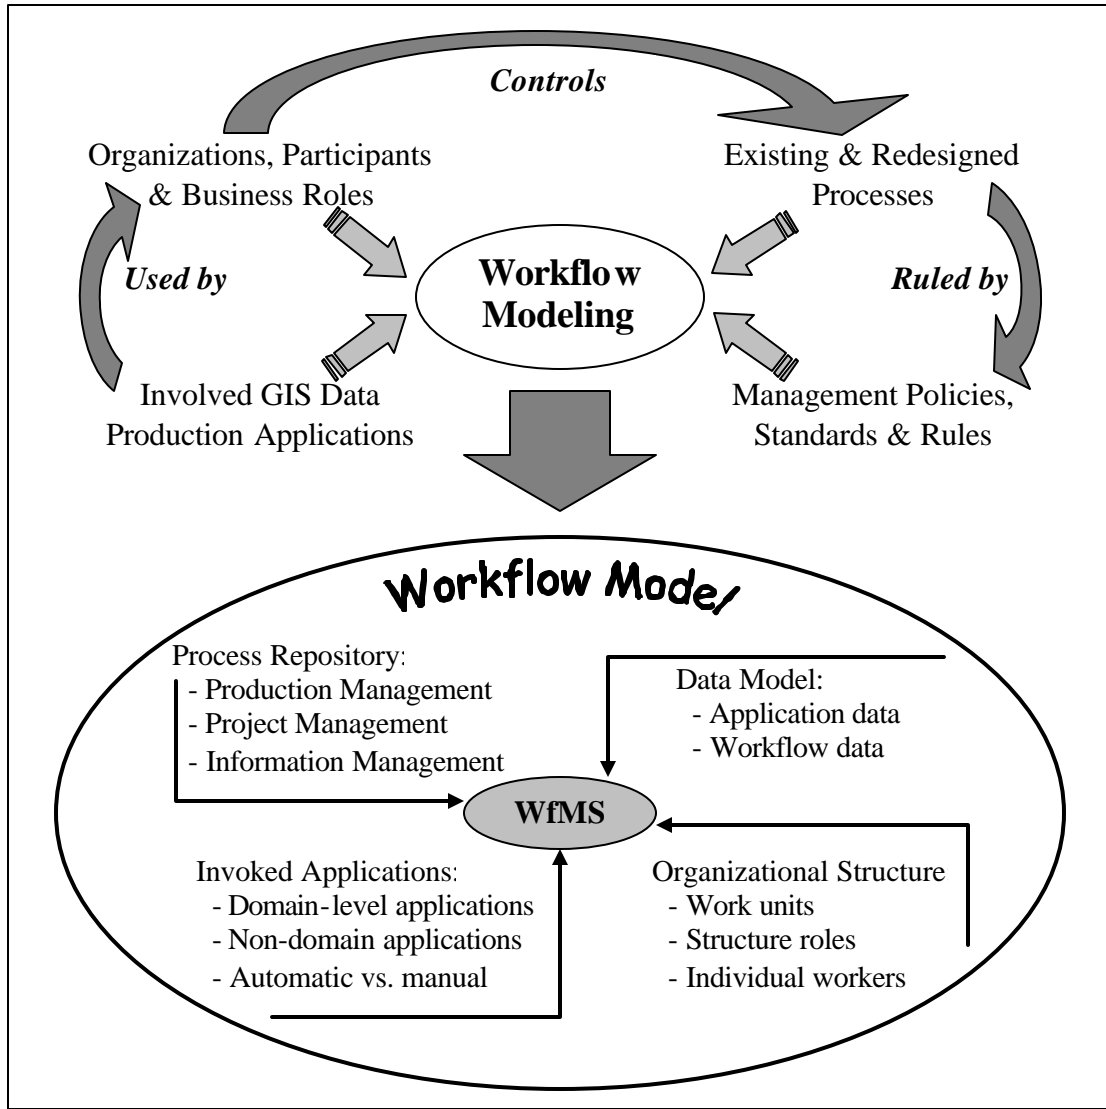 Controls
Organizations, Participants
& Business Roles
Existing & Redesigned
Processes
Used by
Workflow
Modeling
Ruled by
Involved GIS Data
Production Applications
Management Policies,
Standards & Rules
Workflow Model
Process Repository:
- Production Management
- Project Management
- Information Management
Data Model:
- Application data
- Workflow data
WfMS
Invoked Applications:
- Domain-level applications
- Non-domain applications
- Automatic vs. manual
Organizational Structure
- Work units
- Structure roles
- Individual workers